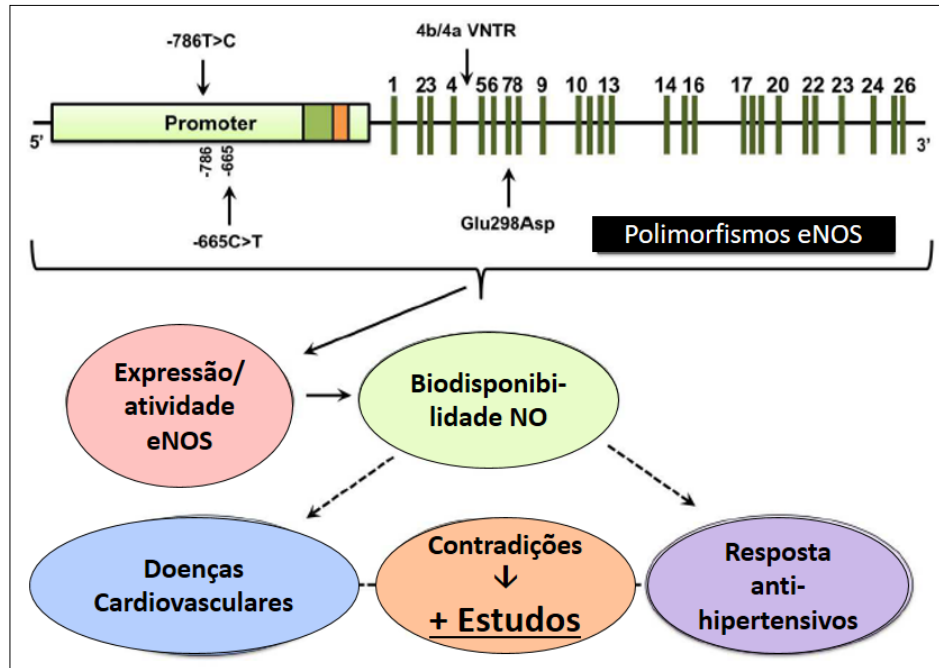 -786T>C
4b/4a VNTR
1 23 4 56 78 9 10 13 14 16 17 20 22 23 24 26
Promoter
5'
3'
-786
-665
-665C>T
Glu298Asp
Polimorfismos eNOS
Expressão/
atividade
eNOS
Biodisponibi-
lidade NO
Doenças
Cardiovasculares
Contradições
↓
+ Estudos
Resposta
anti-
hipertensivos